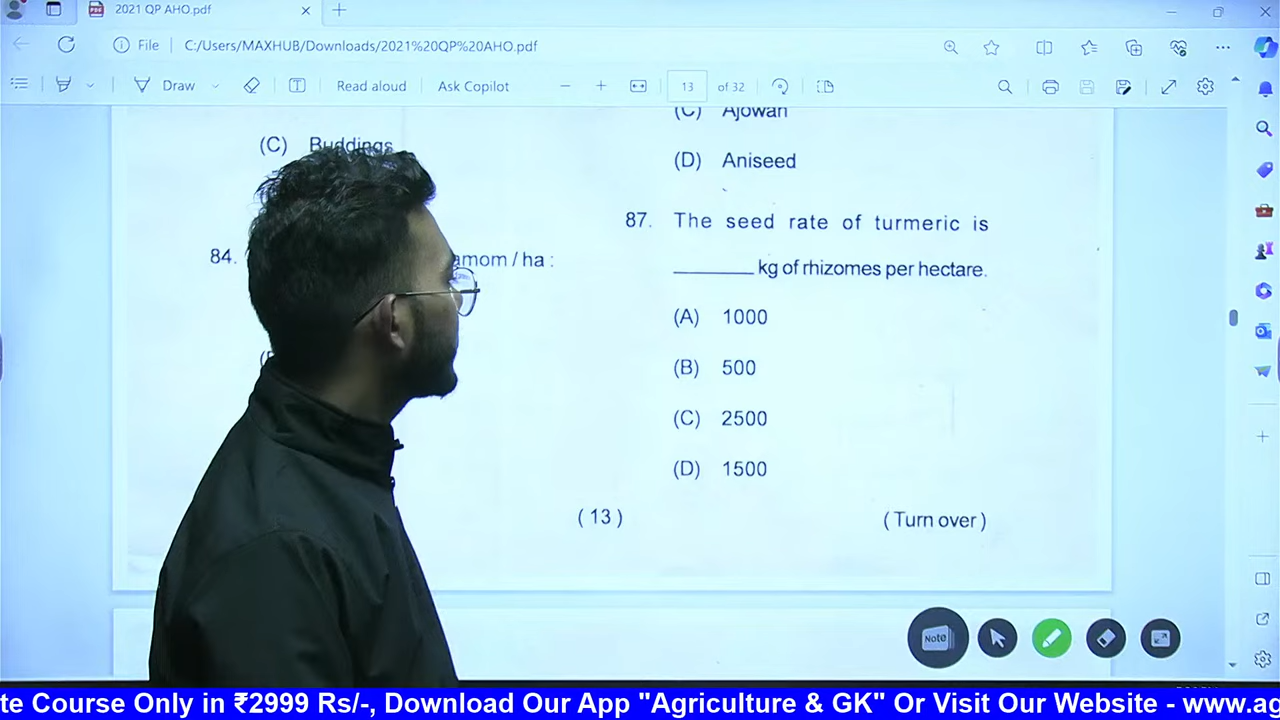 2021 QP AHO.pdf
File
C:/Users/MAXHUB/Downloads/2021%20QP%20AHO.pdf
Draw
Read aloud
Ask Copilot
13 of 32
(C) Buddings
84.
amom / ha :
(C) Ajowan
(D) Aniseed
87. The seed rate of turmeric is
________ kg of rhizomes per hectare.
(A) 1000
(B) 500
(C) 2500
(D) 1500
( 13 )
( Turn over )
Note
te Course Only in ₹2999 Rs/-, Download Our App "Agriculture & GK" Or Visit Our Website - www.ag